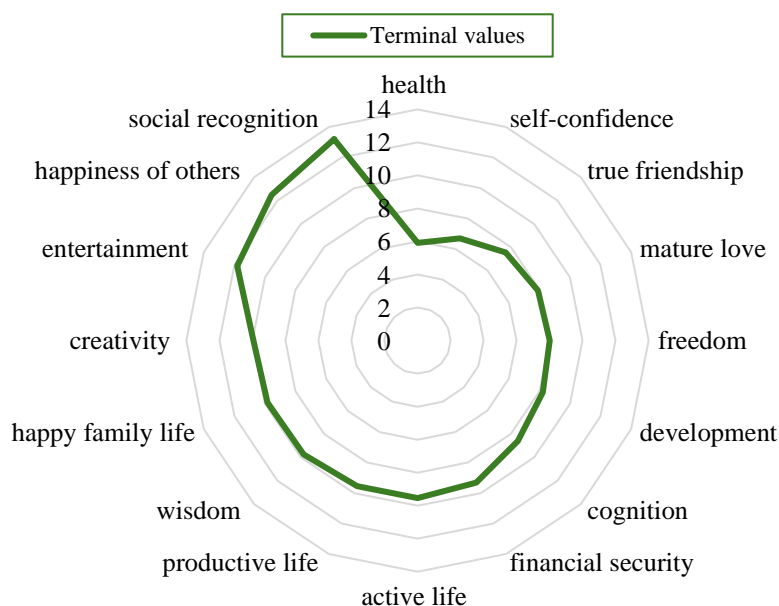 Terminal values
health
self-confidence
true friendship
mature love
freedom
development
cognition
financial security
active life
productive life
wisdom
happy family life
creativity
entertainment
happiness of others
social recognition
14
12
10
8
6
4
2
0